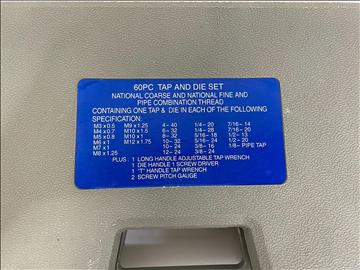 60PC TAP AND DIE SET
NATIONAL COARSE AND NATIONAL FINE AND
PIPE COMBINATION THREAD
CONTAINING ONE TAP & DIE IN EACH OF THE FOLLOWING
SPECIFICATION:
M3 x 0.5 M9 x 1.25 4-40 1/4-20 7/16-14
M4 x 0.7 M10 x 1.5 6-32 1/4-28 7/16-20
M5 x 0.8 M10 x 1 8-32 5/16-18 1/2-13
M6 x 1 M12 x 1.75 10-32 5/16-24 1/2-20
M7 x 1 10-24 3/8-16 1/8-PIPE TAP
M8 x 1.25 12-24 3/8-24
PLUS: 1 LONG HANDLE ADJUSTABLE TAP WRENCH
1 DIE HANDLE 1 SCREW DRIVER
1 "T" HANDLE TAP WRENCH
2 SCREW PITCH GAUGE